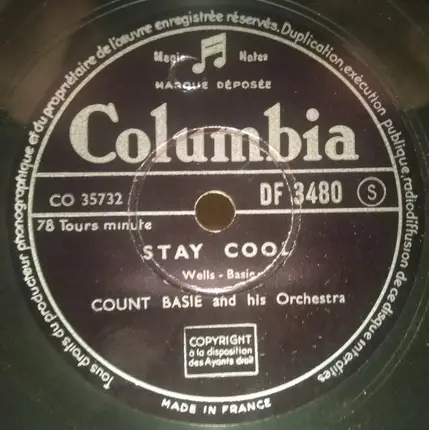 Tous droits du producteur phonographique et du propriétaire de l'œuvre enregistrée réservés. Duplication, exécution publique, radiodiffusion de ce disque interdites
Magic Notes
MARQUE DÉPOSÉE
Columbia
CO 35732 DF 3480 S
78 Tours minute
STAY COOL
Wells - Basie
COUNT BASIE and his Orchestra
COPYRIGHT
à la disposition
des Ayants droit
MADE IN FRANCE